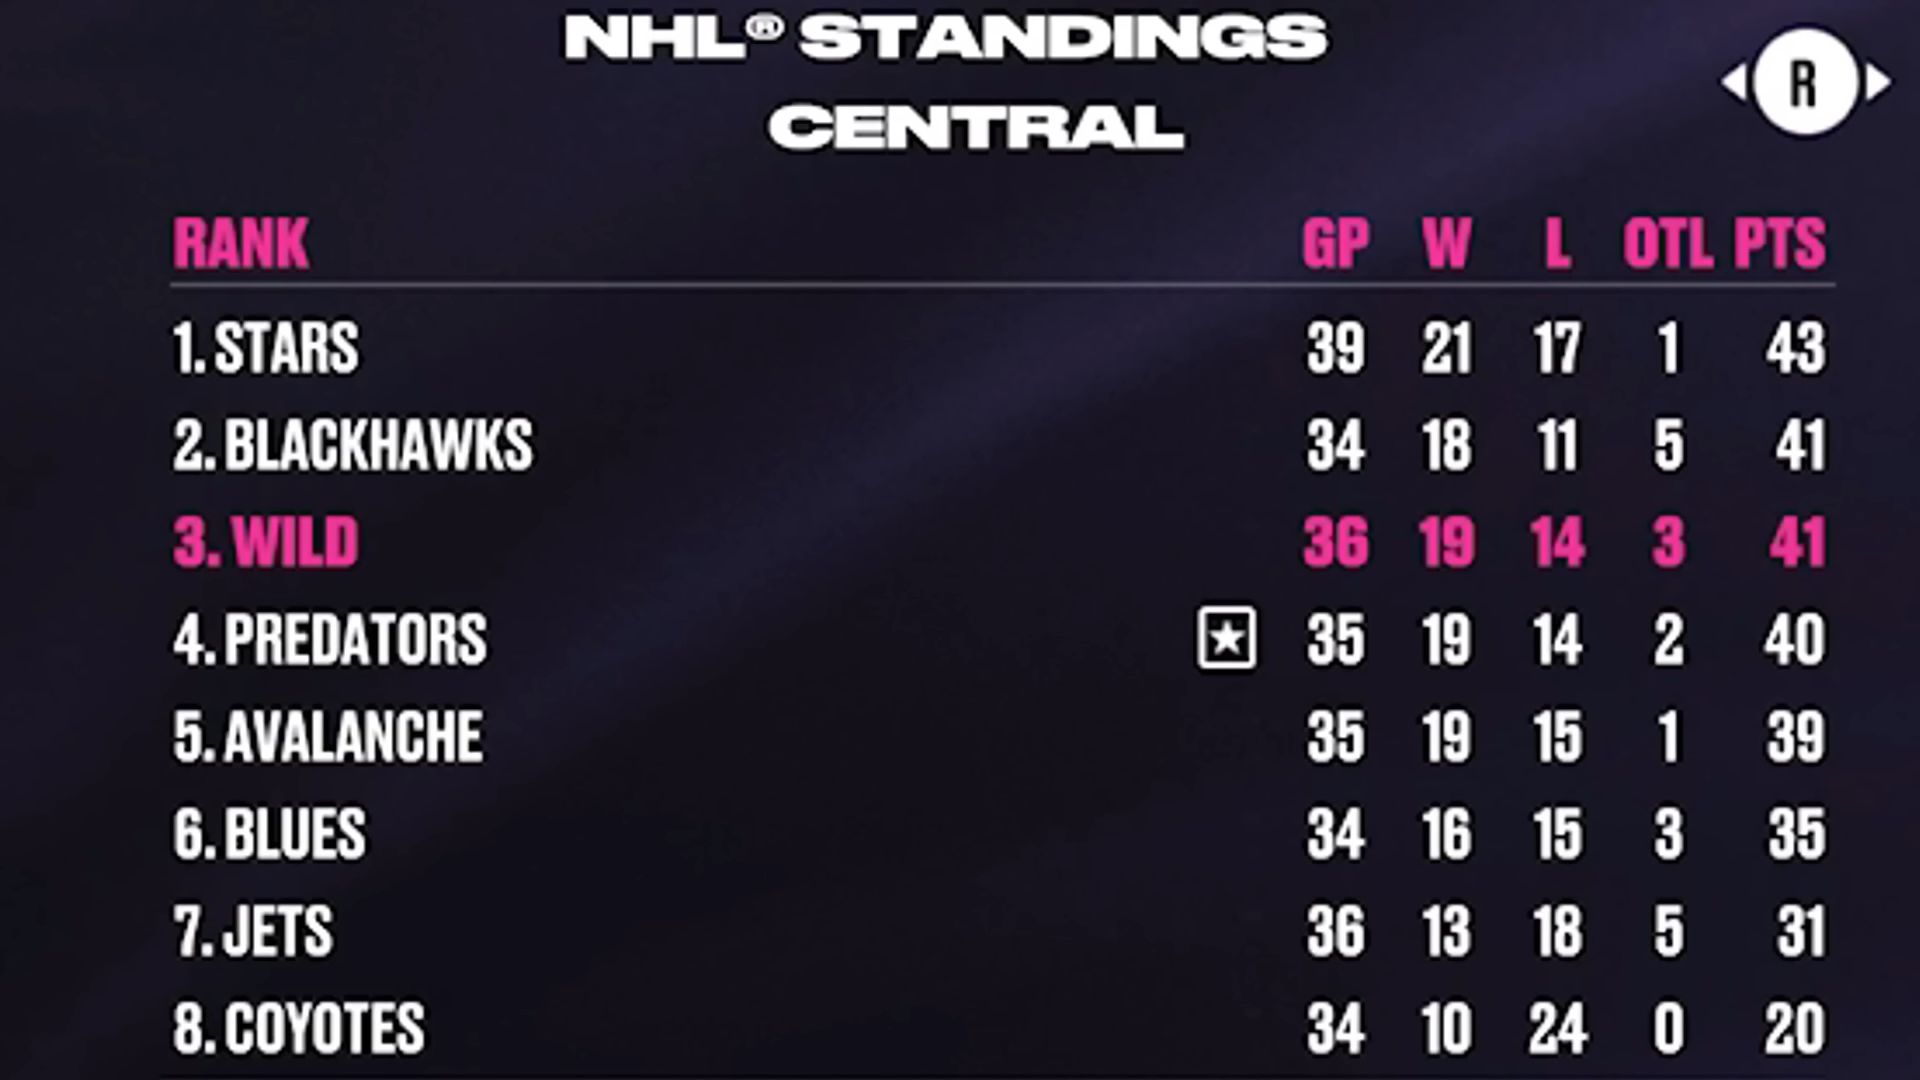 NHL® STANDINGS
CENTRAL
R
RANK GP W L OTL PTS
1. STARS 39 21 17 1 43
2. BLACKHAWKS 34 18 11 5 41
3. WILD 36 19 14 3 41
4. PREDATORS 35 19 14 2 40
5. AVALANCHE 35 19 15 1 39
6. BLUES 34 16 15 3 35
7. JETS 36 13 18 5 31
8. COYOTES 34 10 24 0 20